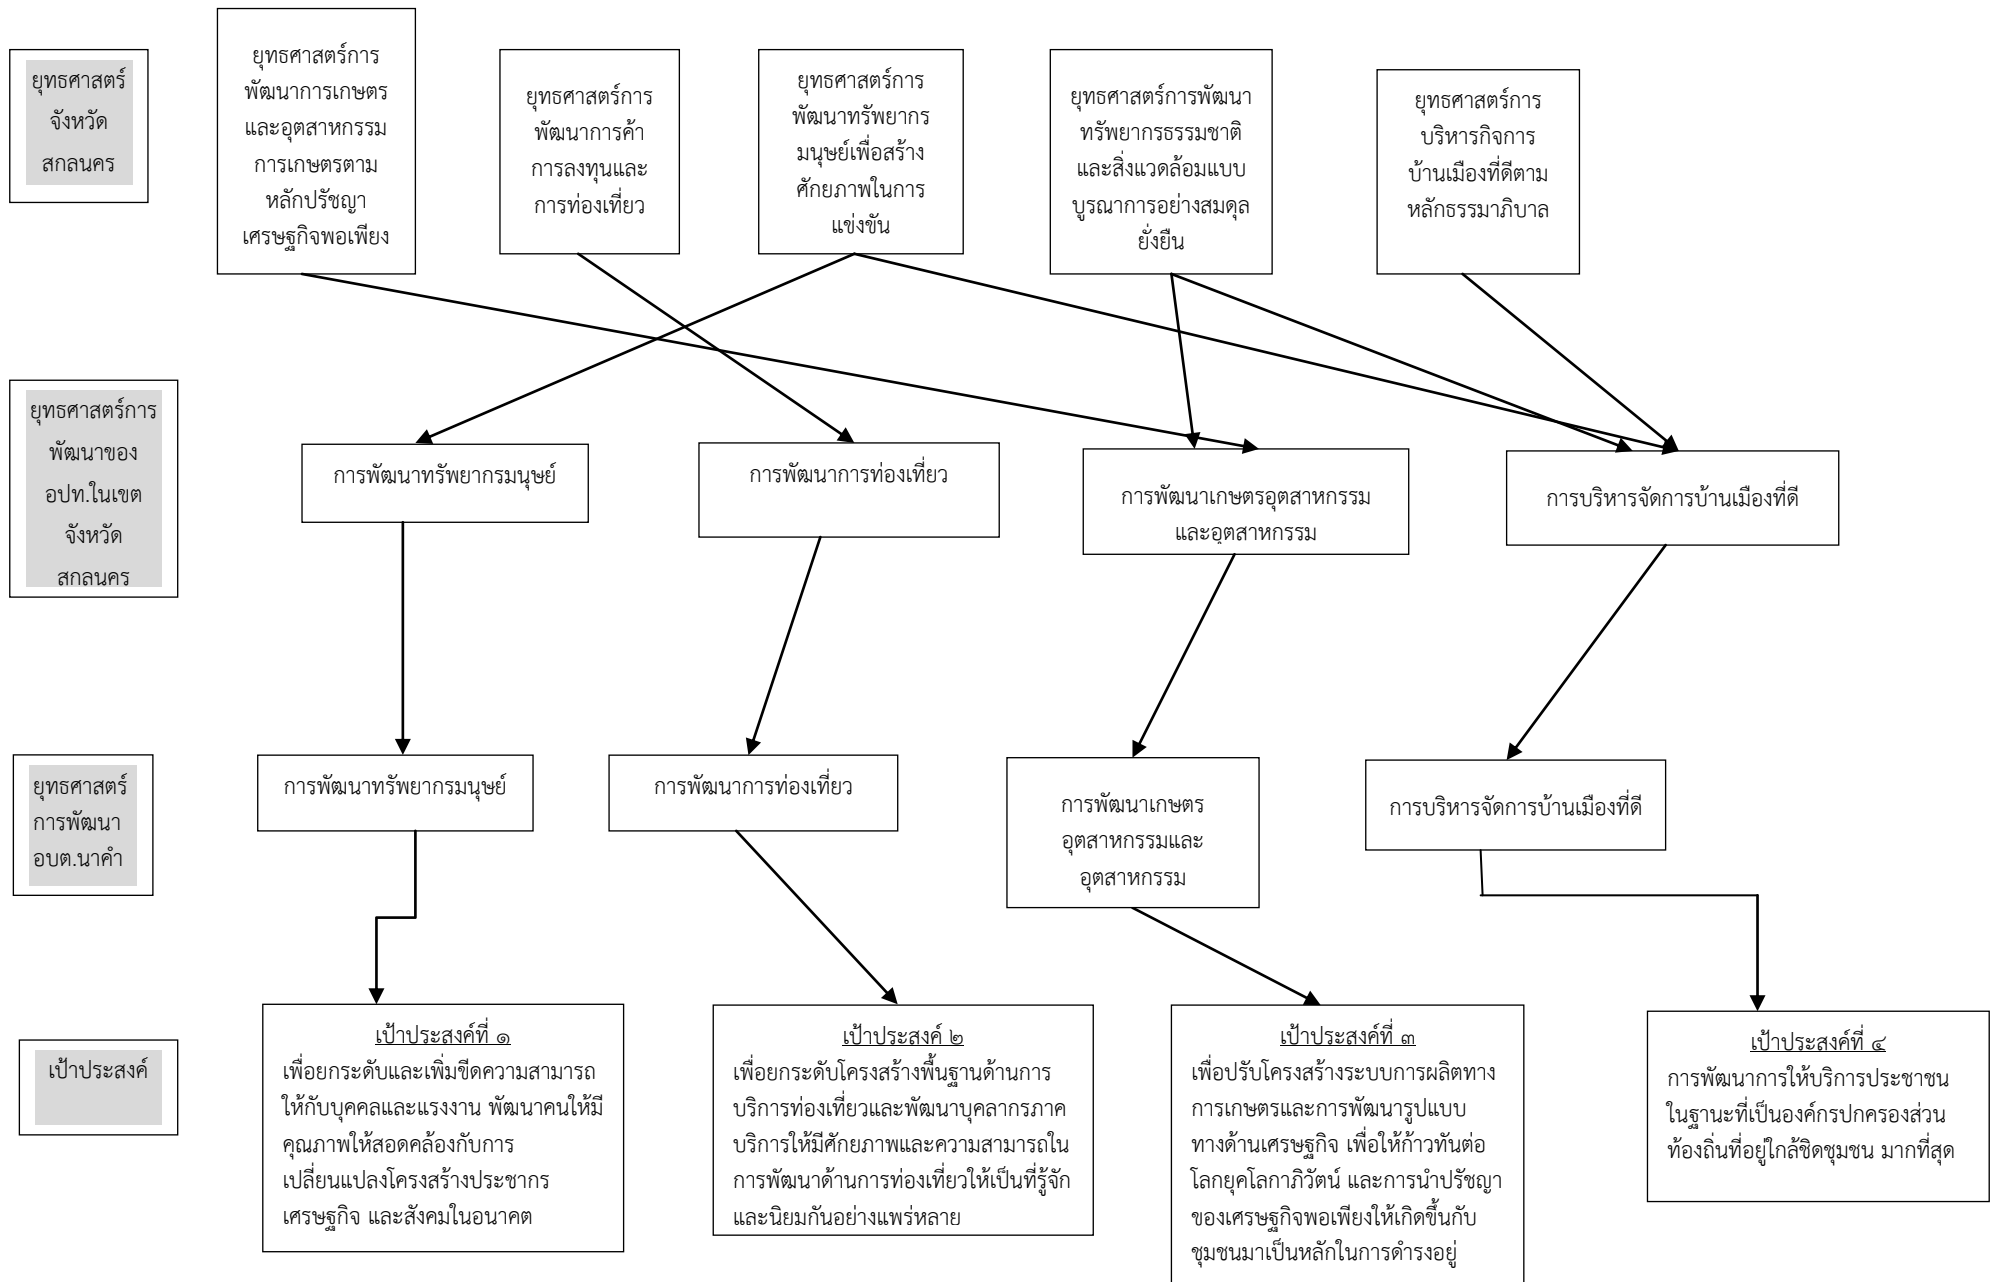 ยุทธศาสตร์
จังหวัด
สกลนคร
ยุทธศาสตร์การ
พัฒนาการเกษตร
และอุตสาหกรรม
การเกษตรตาม
หลักปรัชญา
เศรษฐกิจพอเพียง
ยุทธศาสตร์การ
พัฒนาการค้า
การลงทุนและ
การท่องเที่ยว
ยุทธศาสตร์การ
พัฒนาทรัพยากร
มนุษย์เพื่อสร้าง
ศักยภาพในการ
แข่งขัน
ยุทธศาสตร์การพัฒนา
ทรัพยากรธรรมชาติ
และสิ่งแวดล้อมแบบ
บูรณาการอย่างสมดุล
ยั่งยืน
ยุทธศาสตร์การ
บริหารกิจการ
บ้านเมืองที่ดีตาม
หลักธรรมาภิบาล
ยุทธศาสตร์การ
พัฒนาของ
อปท.ในเขต
จังหวัด
สกลนคร
การพัฒนาทรัพยากรมนุษย์
การพัฒนาการท่องเที่ยว
การพัฒนาเกษตรอุตสาหกรรม
และอุตสาหกรรม
การบริหารจัดการบ้านเมืองที่ดี
ยุทธศาสตร์
การพัฒนา
อบต.นาคำ
การพัฒนาทรัพยากรมนุษย์
การพัฒนาการท่องเที่ยว
การพัฒนาเกษตร
อุตสาหกรรมและ
อุตสาหกรรม
การบริหารจัดการบ้านเมืองที่ดี
เป้าประสงค์
เป้าประสงค์ที่ ๑
เพื่อยกระดับและเพิ่มขีดความสามารถ
ให้กับบุคคลและแรงงาน พัฒนาคนให้มี
คุณภาพให้สอดคล้องกับการ
เปลี่ยนแปลงโครงสร้างประชากร
เศรษฐกิจ และสังคมในอนาคต
เป้าประสงค์ ๒
เพื่อยกระดับโครงสร้างพื้นฐานด้านการ
บริการท่องเที่ยวและพัฒนาบุคลากรภาค
บริการให้มีศักยภาพและความสามารถใน
การพัฒนาด้านการท่องเที่ยวให้เป็นที่รู้จัก
และนิยมกันอย่างแพร่หลาย
เป้าประสงค์ที่ ๓
เพื่อปรับโครงสร้างระบบการผลิตทาง
การเกษตรและการพัฒนารูปแบบ
ทางด้านเศรษฐกิจ เพื่อให้ก้าวทันต่อ
โลกยุคโลกาภิวัตน์ และการนำปรัชญา
ของเศรษฐกิจพอเพียงให้เกิดขึ้นกับ
ชุมชนมาเป็นหลักในการดำรงอยู่
เป้าประสงค์ที่ ๔
การพัฒนาการให้บริการประชาชน
ในฐานะที่เป็นองค์กรปกครองส่วน
ท้องถิ่นที่อยู่ใกล้ชิดชุมชน มากที่สุด